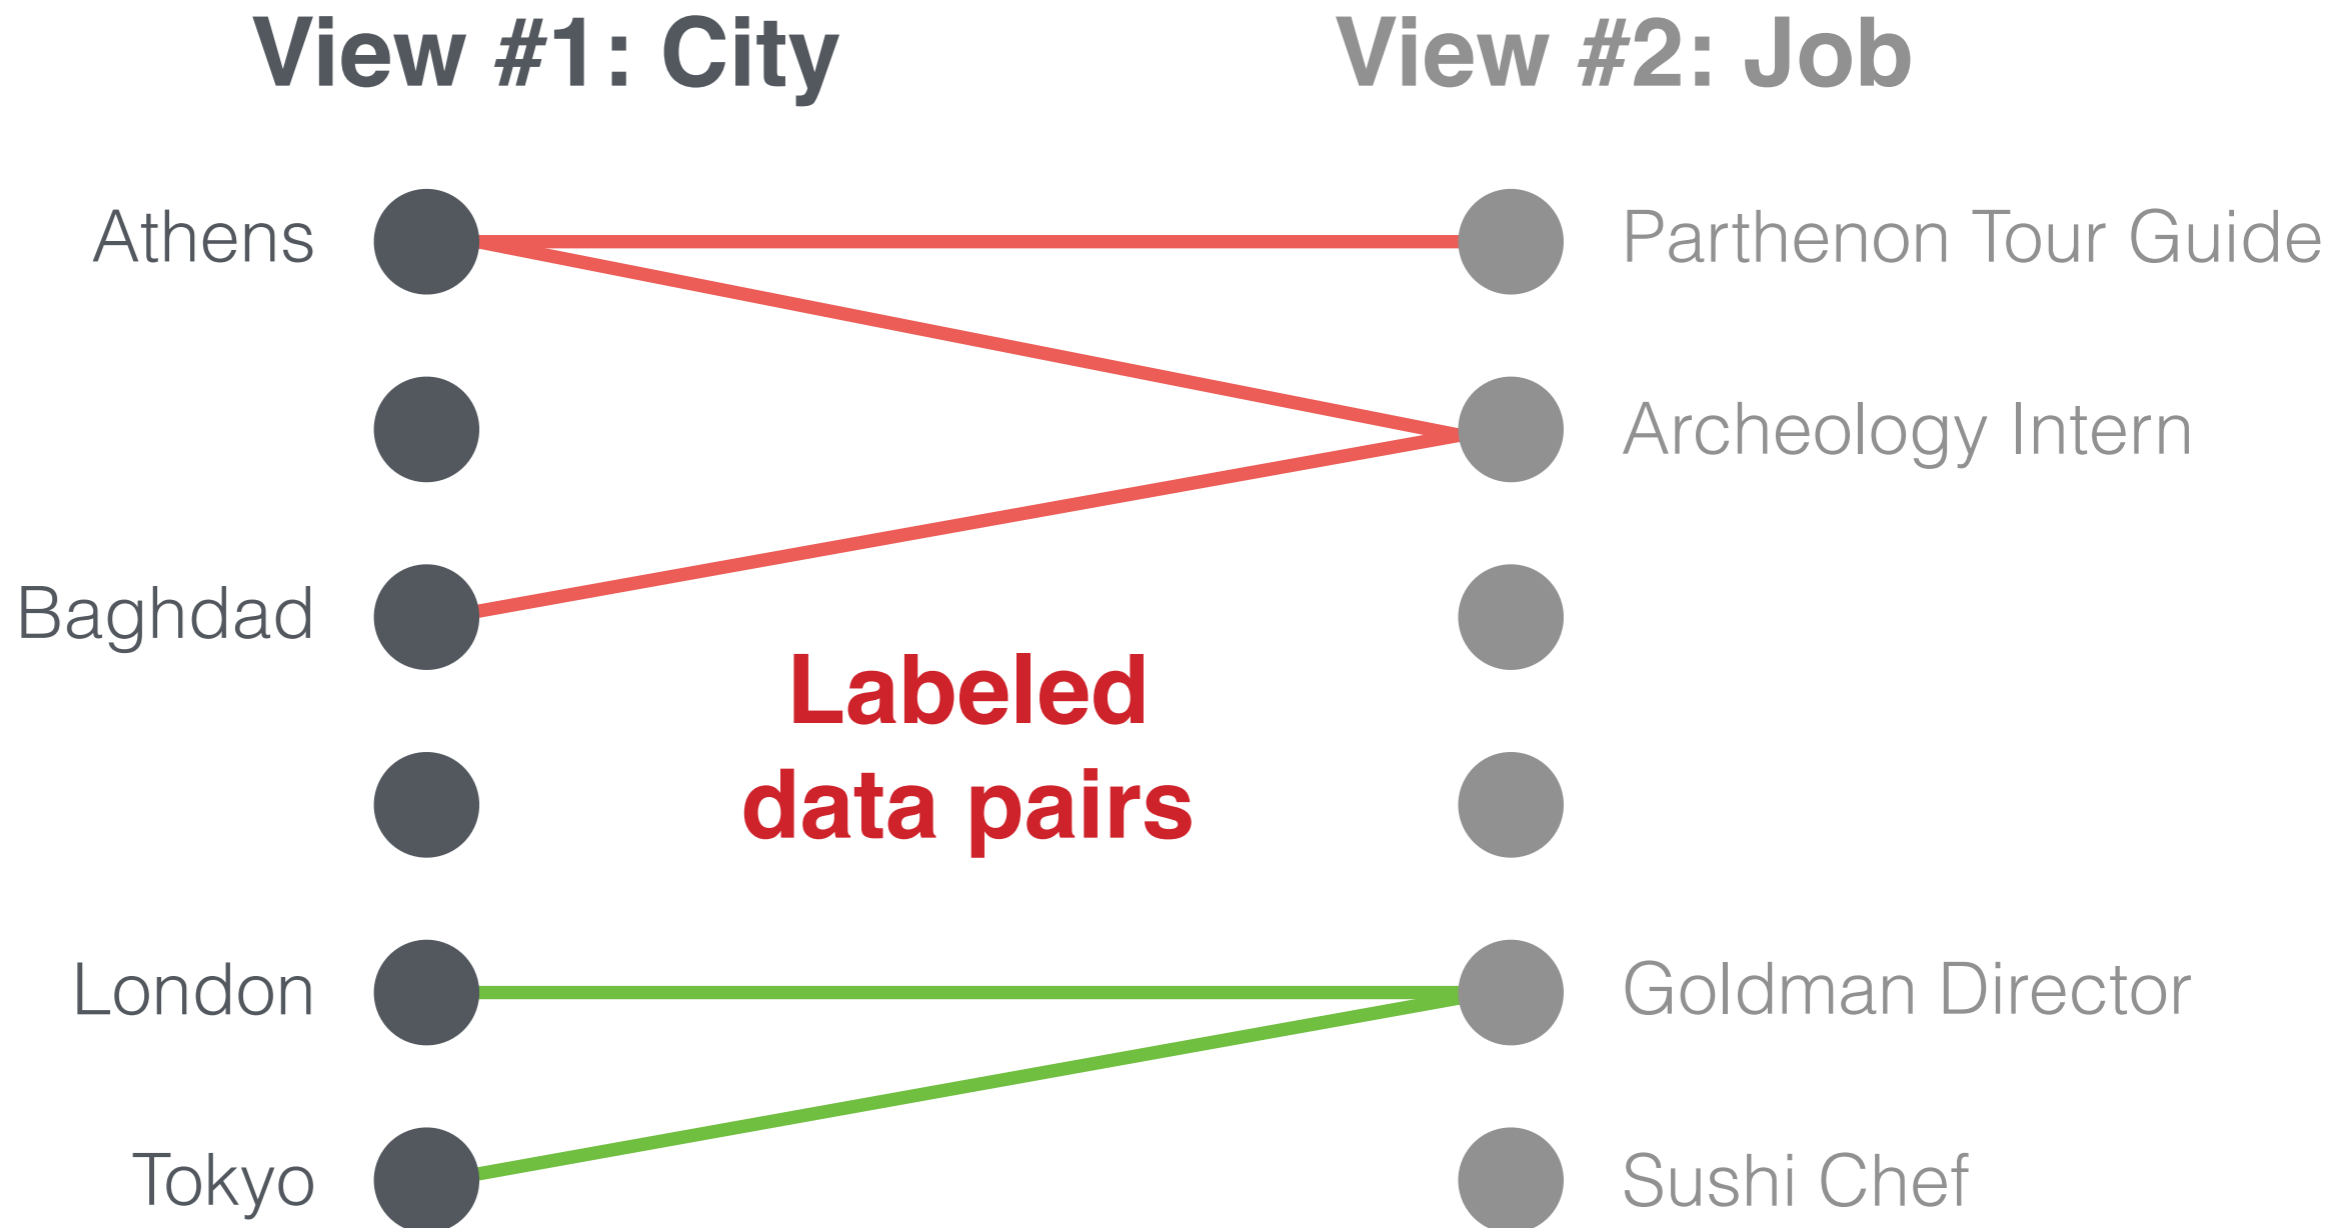 View #1: City
View #2: Job
Athens
Parthenon Tour Guide
Archeology Intern
Baghdad
Labeled
data pairs
London
Goldman Director
Tokyo
Sushi Chef